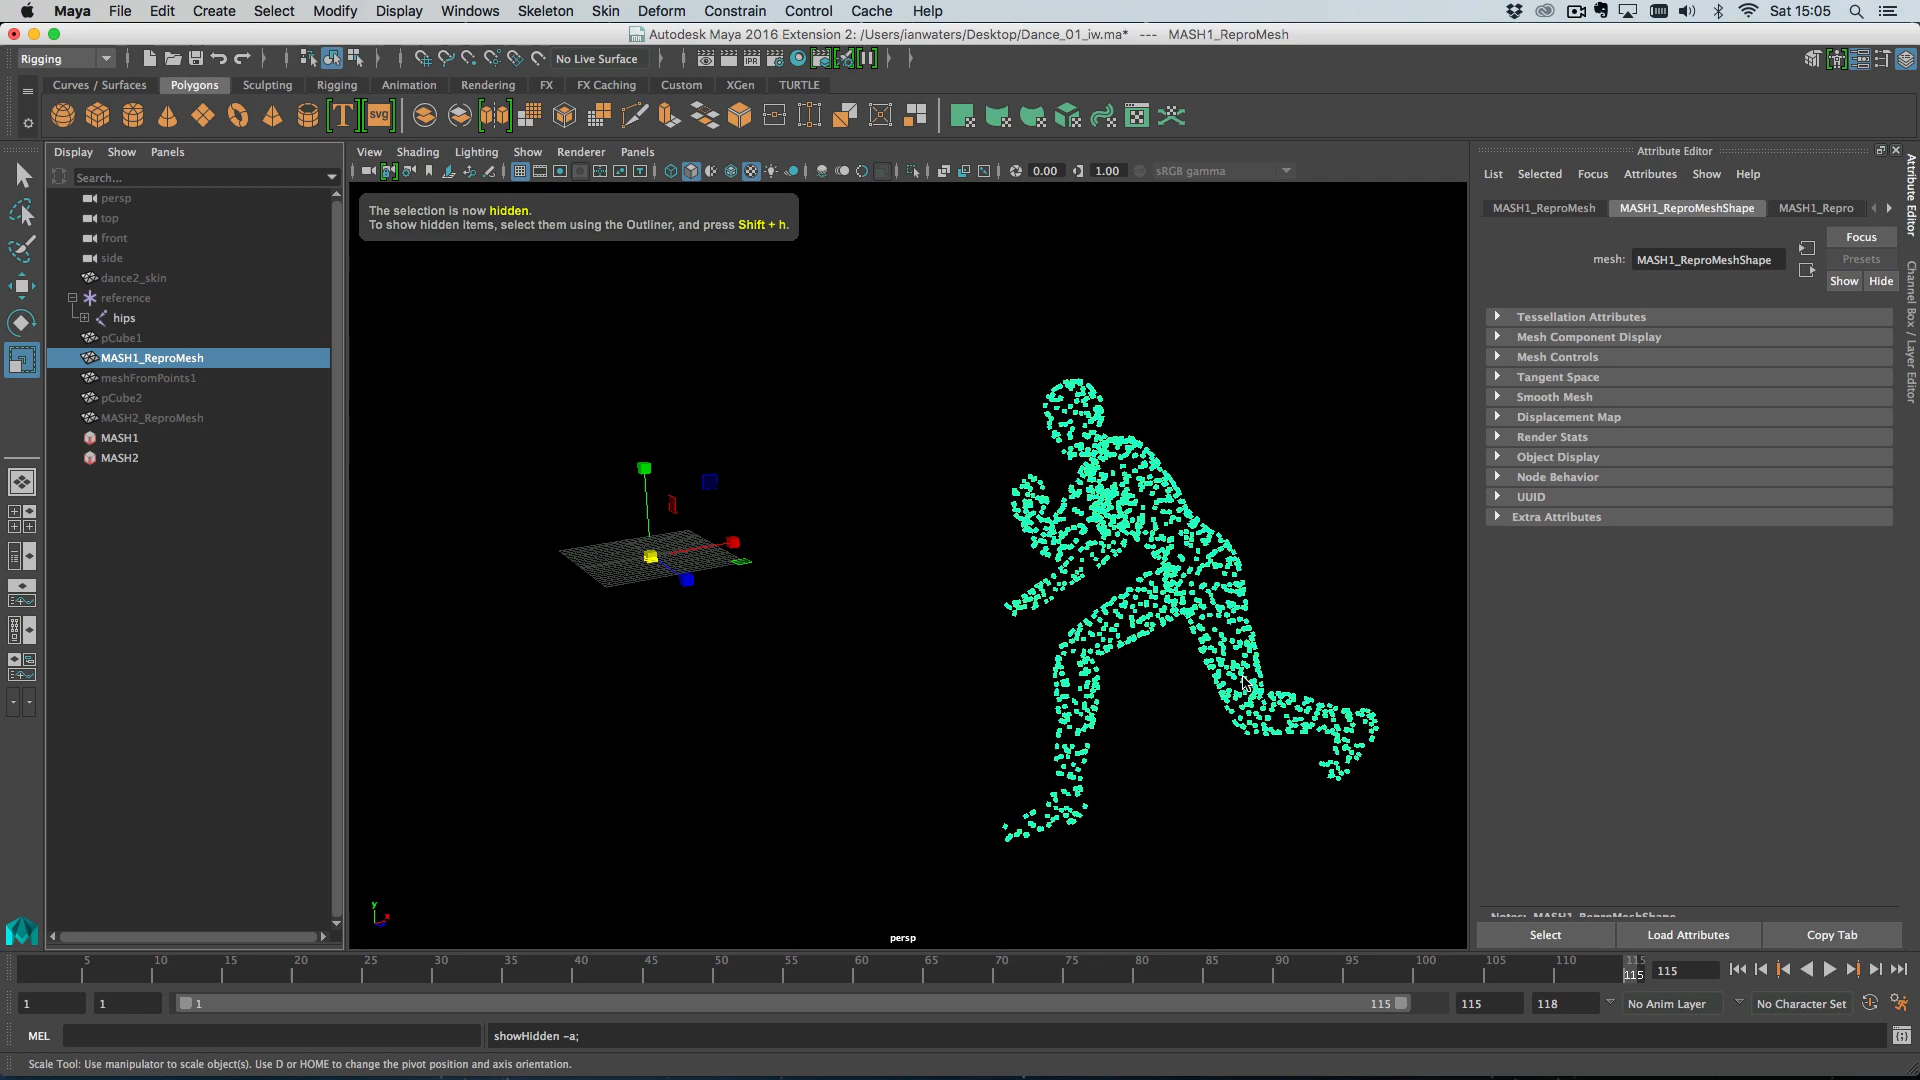 Maya File Edit Create Select Modify Display Windows Skeleton Skin Deform Constrain Control Cache Help Sat 15:05
Autodesk Maya 2016 Extension 2: /Users/ianwaters/Desktop/Dance_01_iw.ma* --- MASH1_ReproMesh
Rigging No Live Surface IPR
Curves / Surfaces Polygons Sculpting Rigging Animation Rendering FX FX Caching Custom XGen TURTLE
T svg
Display Show Panels
Search...
persp
top
front
side
dance2_skin
reference
hips
pCube1
MASH1_ReproMesh
meshFromPoints1
pCube2
MASH2_ReproMesh
MASH1
MASH2
View Shading Lighting Show Renderer Panels
0.00 1.00 sRGB gamma
The selection is now hidden.
To show hidden items, select them using the Outliner, and press Shift + h.
y
x
persp
Attribute Editor
List Selected Focus Attributes Show Help
MASH1_ReproMesh MASH1_ReproMeshShape MASH1_Repro
Focus
mesh: MASH1_ReproMeshShape
Presets
Show Hide
Tessellation Attributes
Mesh Component Display
Mesh Controls
Tangent Space
Smooth Mesh
Displacement Map
Render Stats
Object Display
Node Behavior
UUID
Extra Attributes
Notes: MASH1_ReproMeshShape
Select Load Attributes Copy Tab
Attribute Editor
Channel Box / Layer Editor
5 10 15 20 25 30 35 40 45 50 55 60 65 70 75 80 85 90 95 100 105 110 115
115 115
1 1 1 115 115 118 No Anim Layer No Character Set
MEL showHidden -a;
Scale Tool: Use manipulator to scale object(s). Use D or HOME to change the pivot position and axis orientation.